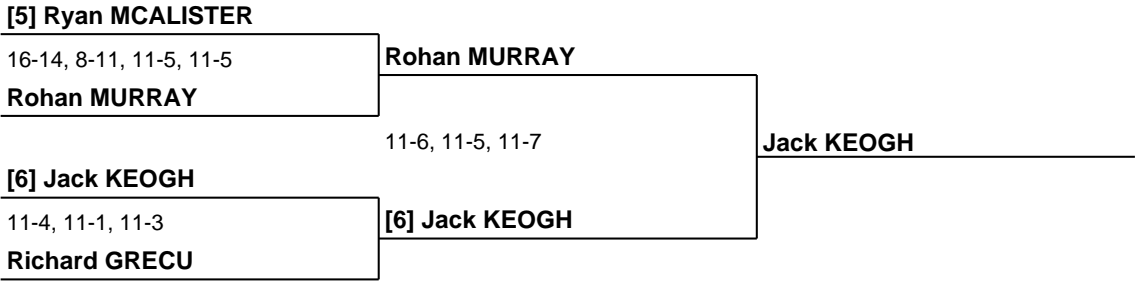 [5] Ryan MCALISTER
16-14, 8-11, 11-5, 11-5
Rohan MURRAY
Rohan MURRAY
11-6, 11-5, 11-7
Jack KEOGH
[6] Jack KEOGH
11-4, 11-1, 11-3
[6] Jack KEOGH
Richard GRECU